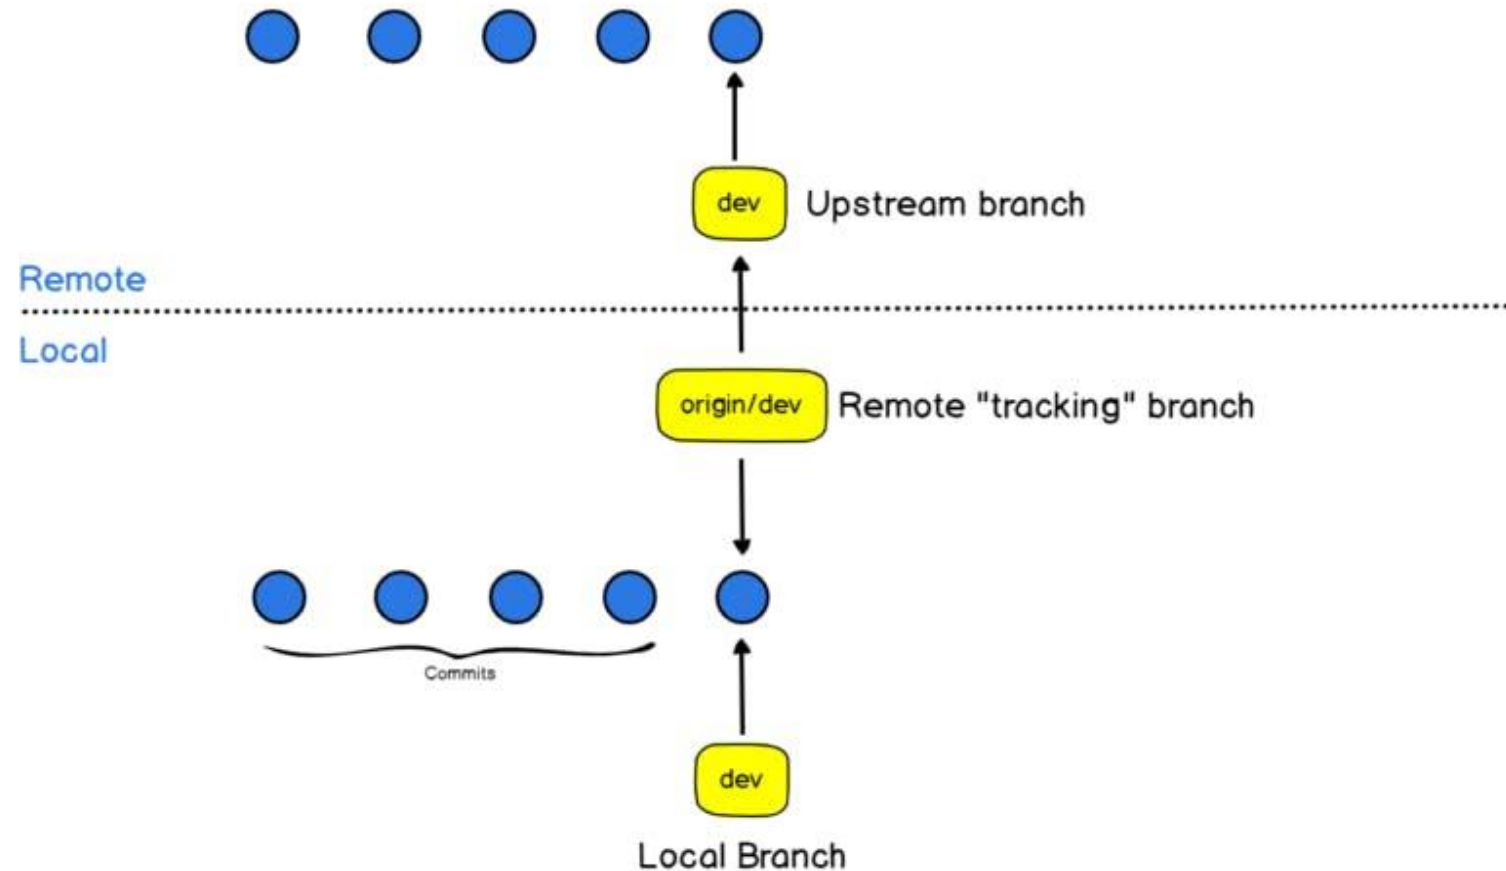 dev
Upstream branch
Remote
Local
origin/dev
Remote "tracking" branch
Commits
dev
Local Branch